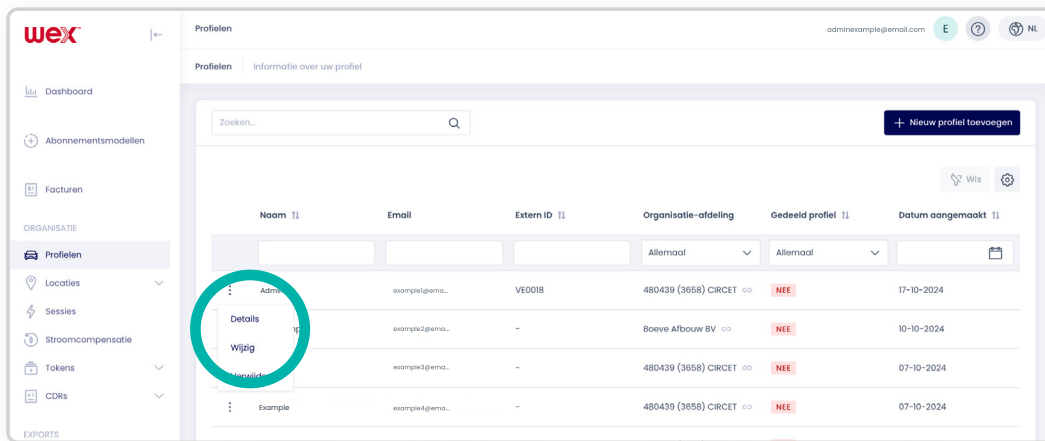 wex
Profielen
adminexample@email.com E ? NL
Profielen Informatie over uw profiel
Dashboard
Zoeken...
+ Nieuw profiel toevoegen
Abonnementsmodellen
Wis
Facturen
Naam Email Extern ID Organisatie-afdeling Gedeeld profiel Datum aangemaakt
ORGANISATIE
Profielen
Allemaal Allemaal
Locaties
Admin example1@ema... VE0018 480439 (3658) CIRCET NEE 17-10-2024
Sessies
Details
example2@ema... - Boeve Afbouw BV NEE 10-10-2024
Stroomcompensatie
Wijzig
Tokens
example3@ema... - 480439 (3658) CIRCET NEE 07-10-2024
CDRs
Example example4@ema... - 480439 (3658) CIRCET NEE 07-10-2024
EXPORTS